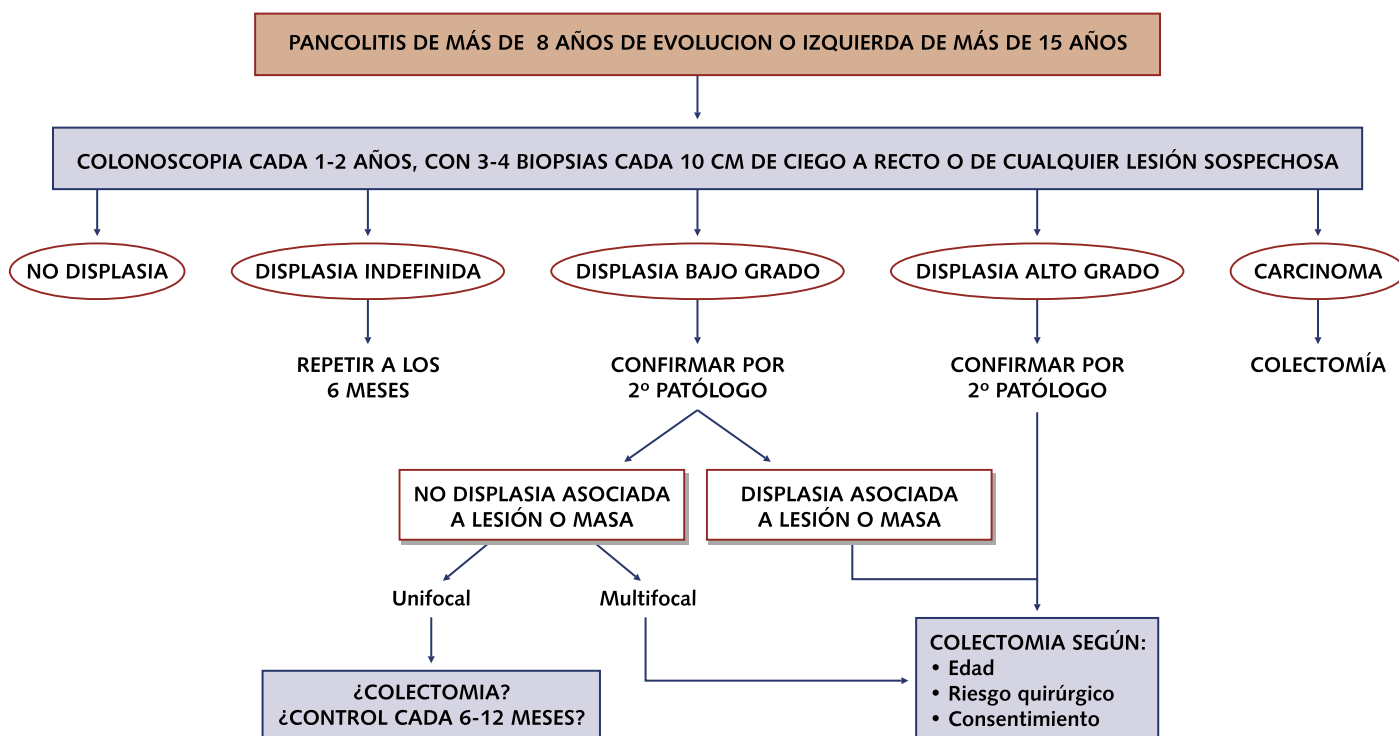 PANCOLITIS DE MÁS DE 8 AÑOS DE EVOLUCION O IZQUIERDA DE MÁS DE 15 AÑOS
COLONOSCOPIA CADA 1-2 AÑOS, CON 3-4 BIOPSIAS CADA 10 CM DE CIEGO A RECTO O DE CUALQUIER LESIÓN SOSPECHOSA
NO DISPLASIA
DISPLASIA INDEFINIDA
DISPLASIA BAJO GRADO
DISPLASIA ALTO GRADO
CARCINOMA
REPETIR A LOS
6 MESES
CONFIRMAR POR
2º PATÓLOGO
CONFIRMAR POR
2º PATÓLOGO
COLECTOMÍA
NO DISPLASIA ASOCIADA
A LESIÓN O MASA
DISPLASIA ASOCIADA
A LESIÓN O MASA
Unifocal
Multifocal
¿COLECTOMIA?
¿CONTROL CADA 6-12 MESES?
COLECTOMIA SEGÚN:
• Edad
• Riesgo quirúrgico
• Consentimiento